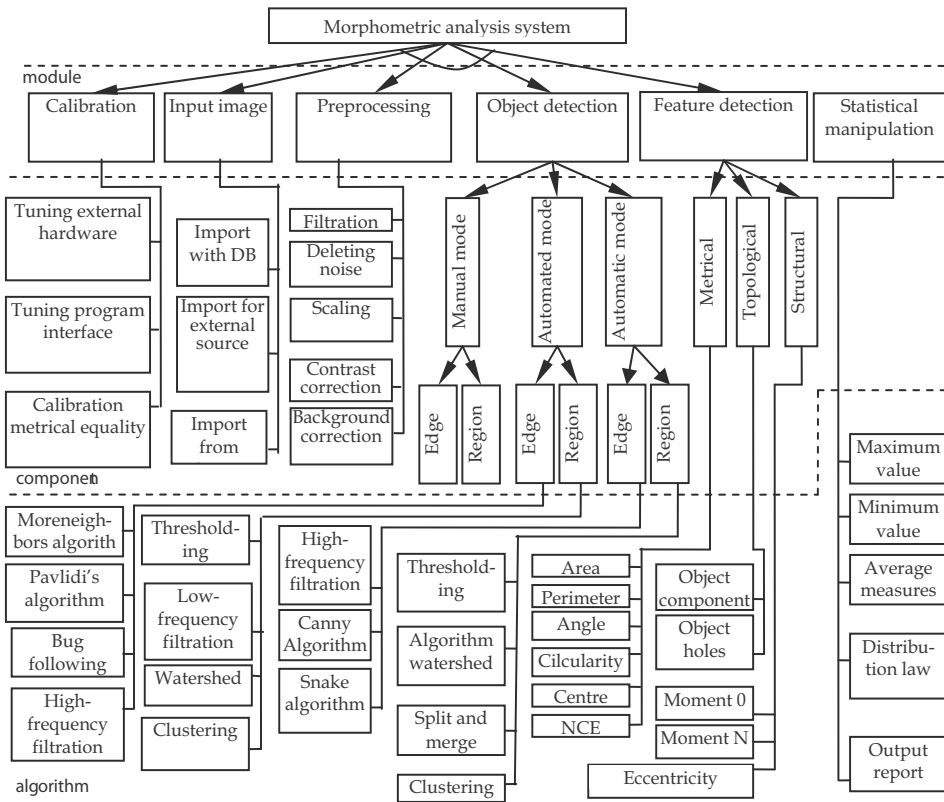 Morphometric analysis system
module
Calibration
Input image
Preprocessing
Object detection
Feature detection
Statistical
manipulation
Tuning external
hardware
Tuning program
interface
Calibration
metrical equality
Import
with DB
Import for
external
source
Import
from
Filtration
Deleting
noise
Scaling
Contrast
correction
Background
correction
Manual mode
Automated mode
Automatic mode
Metrical
Topological
Structural
Edge
Region
Edge
Region
Edge
Region
component
Moreneigh-
bors algorith
Pavlidi's
algorithm
Bug
following
High-
frequency
filtration
Threshold-
ing
Low-
frequency
filtration
Watershed
Clustering
High-
frequency
filtration
Canny
Algorithm
Snake
algorithm
Threshold-
ing
Algorithm
watershed
Split and
merge
Clustering
Area
Perimeter
Angle
Cilcularity
Centre
NCE
Object
component
Object
holes
Moment 0
Moment N
Eccentricity
Maximum
value
Minimum
value
Average
measures
Distribu-
tion law
Output
report
algorithm